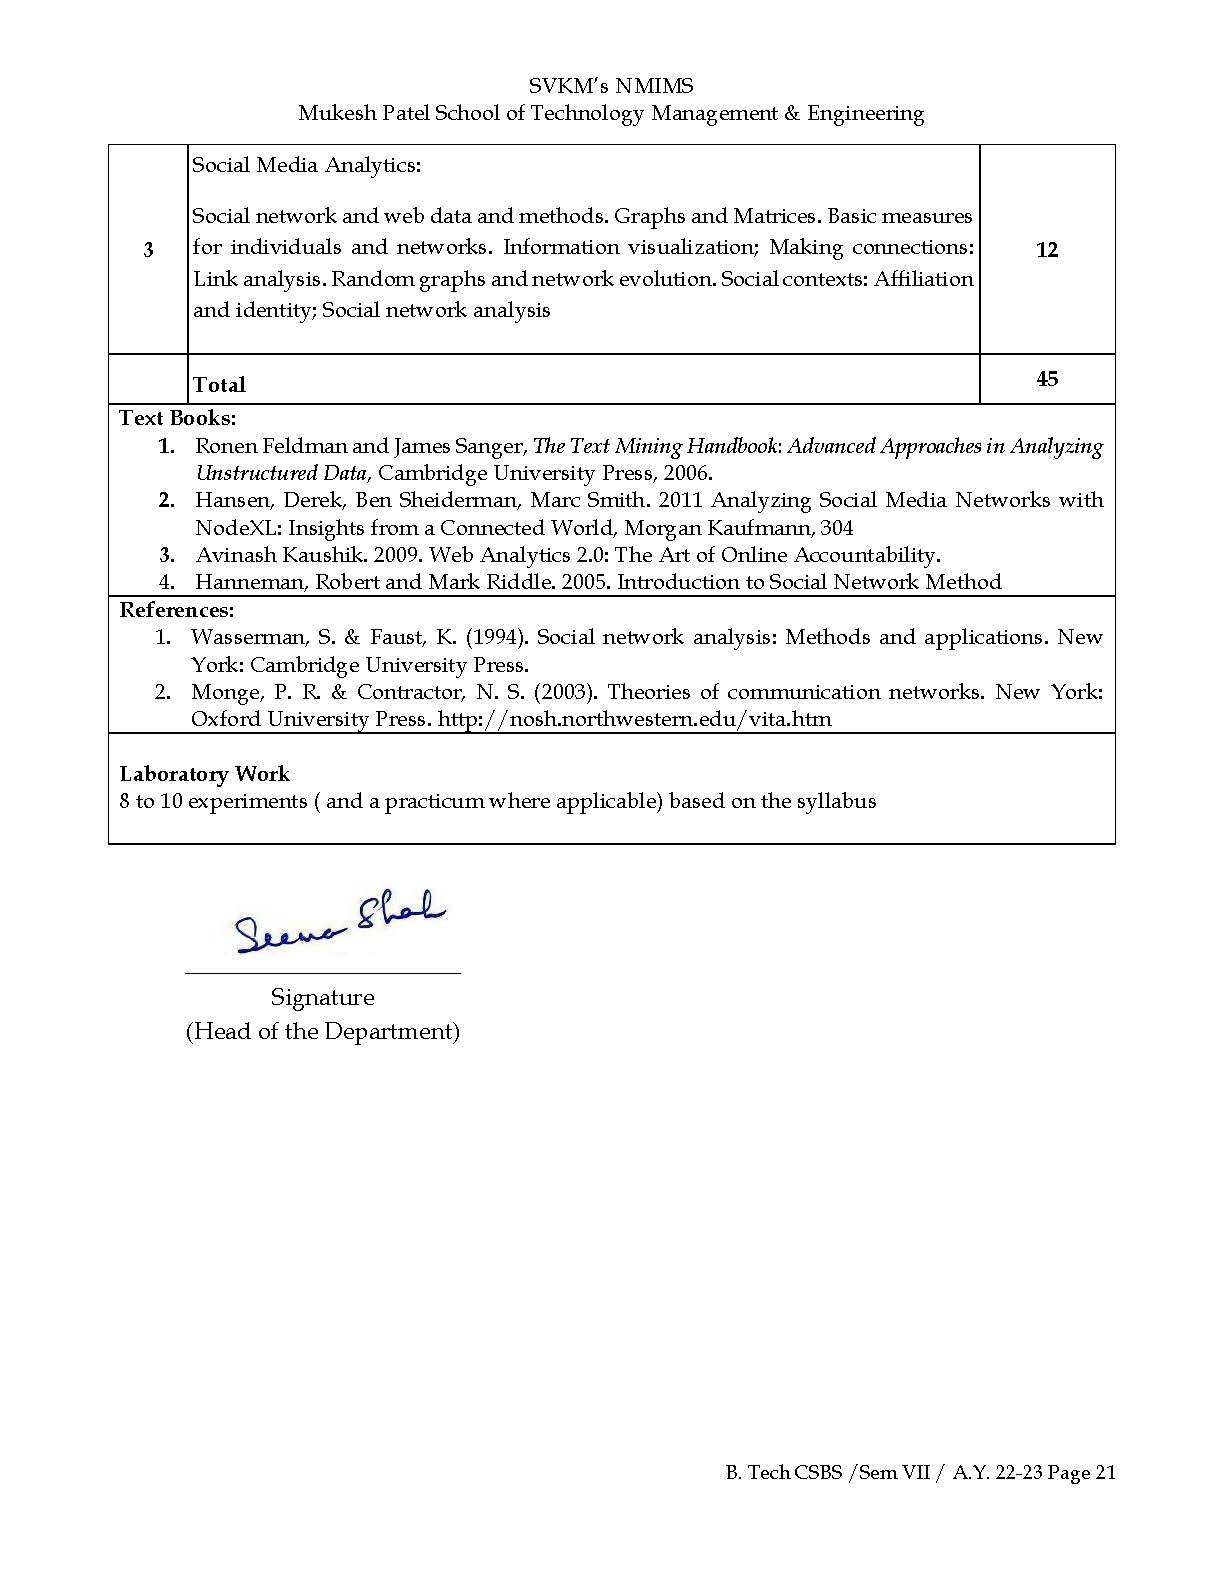 SVKM's NMIMS
Mukesh Patel School of Technology Management & Engineering
Social Media Analytics:
Social network and web data and methods. Graphs and Matrices. Basic measures
3 for individuals and networks. Information visualization; Making connections: 12
Link analysis. Random graphs and network evolution. Social contexts: Affiliation
and identity; Social network analysis
Total 45
Text Books:
1. Ronen Feldman and James Sanger, The Text Mining Handbook: Advanced Approaches in Analyzing
Unstructured Data, Cambridge University Press, 2006.
2. Hansen, Derek, Ben Sheiderman, Marc Smith. 2011 Analyzing Social Media Networks with
NodeXL: Insights from a Connected World, Morgan Kaufmann, 304
3. Avinash Kaushik. 2009. Web Analytics 2.0: The Art of Online Accountability.
4. Hanneman, Robert and Mark Riddle. 2005. Introduction to Social Network Method
References:
1. Wasserman, S. & Faust, K. (1994). Social network analysis: Methods and applications. New
York: Cambridge University Press.
2. Monge, P. R. & Contractor, N. S. (2003). Theories of communication networks. New York:
Oxford University Press. http://nosh.northwestern.edu/vita.htm
Laboratory Work
8 to 10 experiments ( and a practicum where applicable) based on the syllabus
Seema Shah
Signature
(Head of the Department)
B. Tech CSBS /Sem VII / A.Y. 22-23 Page 21